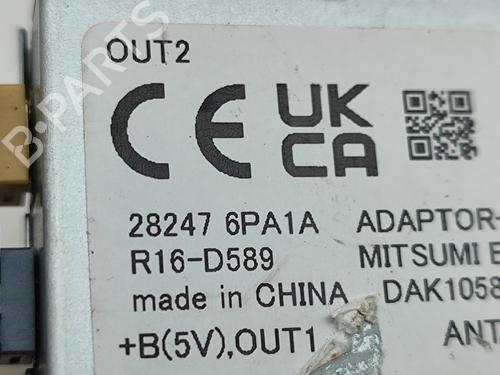 OUT2
CE UK
CA
28247 6PA1A ADAPTOR-
R16-D589 MITSUMI E
made in CHINA DAK1058
+B(5V),OUT1 ANT
B-PARTS